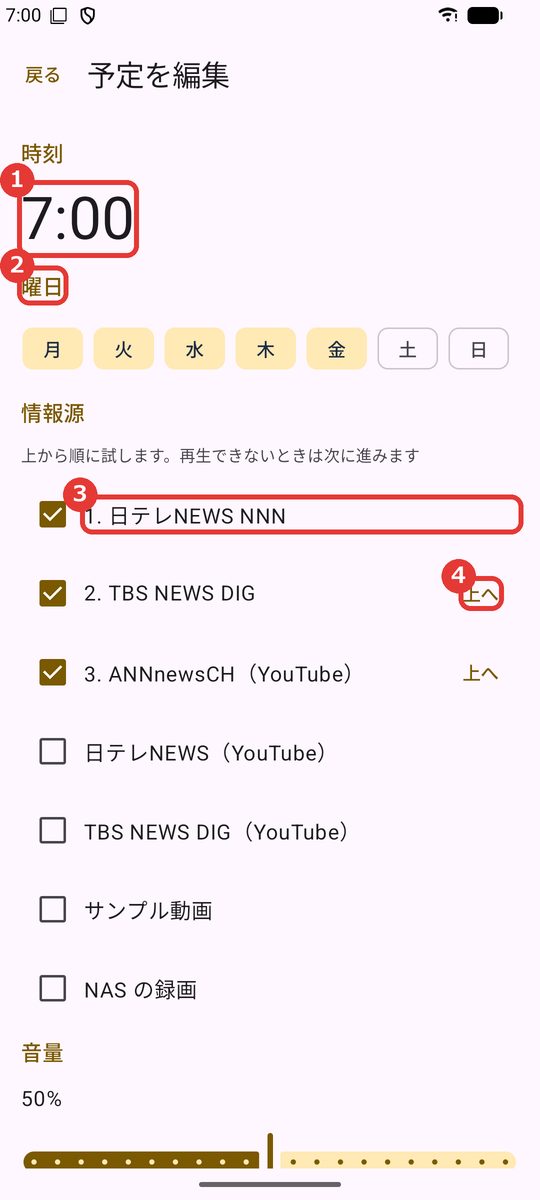 7:00
戻る 予定を編集
時刻
1
7:00
2
曜日
月 火 水 木 金 土 日
情報源
上から順に試します。再生できないときは次に進みます
3
1. 日テレNEWS NNN
4
2. TBS NEWS DIG 上へ
3. ANNnewsCH（YouTube） 上へ
日テレNEWS（YouTube）
TBS NEWS DIG（YouTube）
サンプル動画
NAS の録画
音量
50%